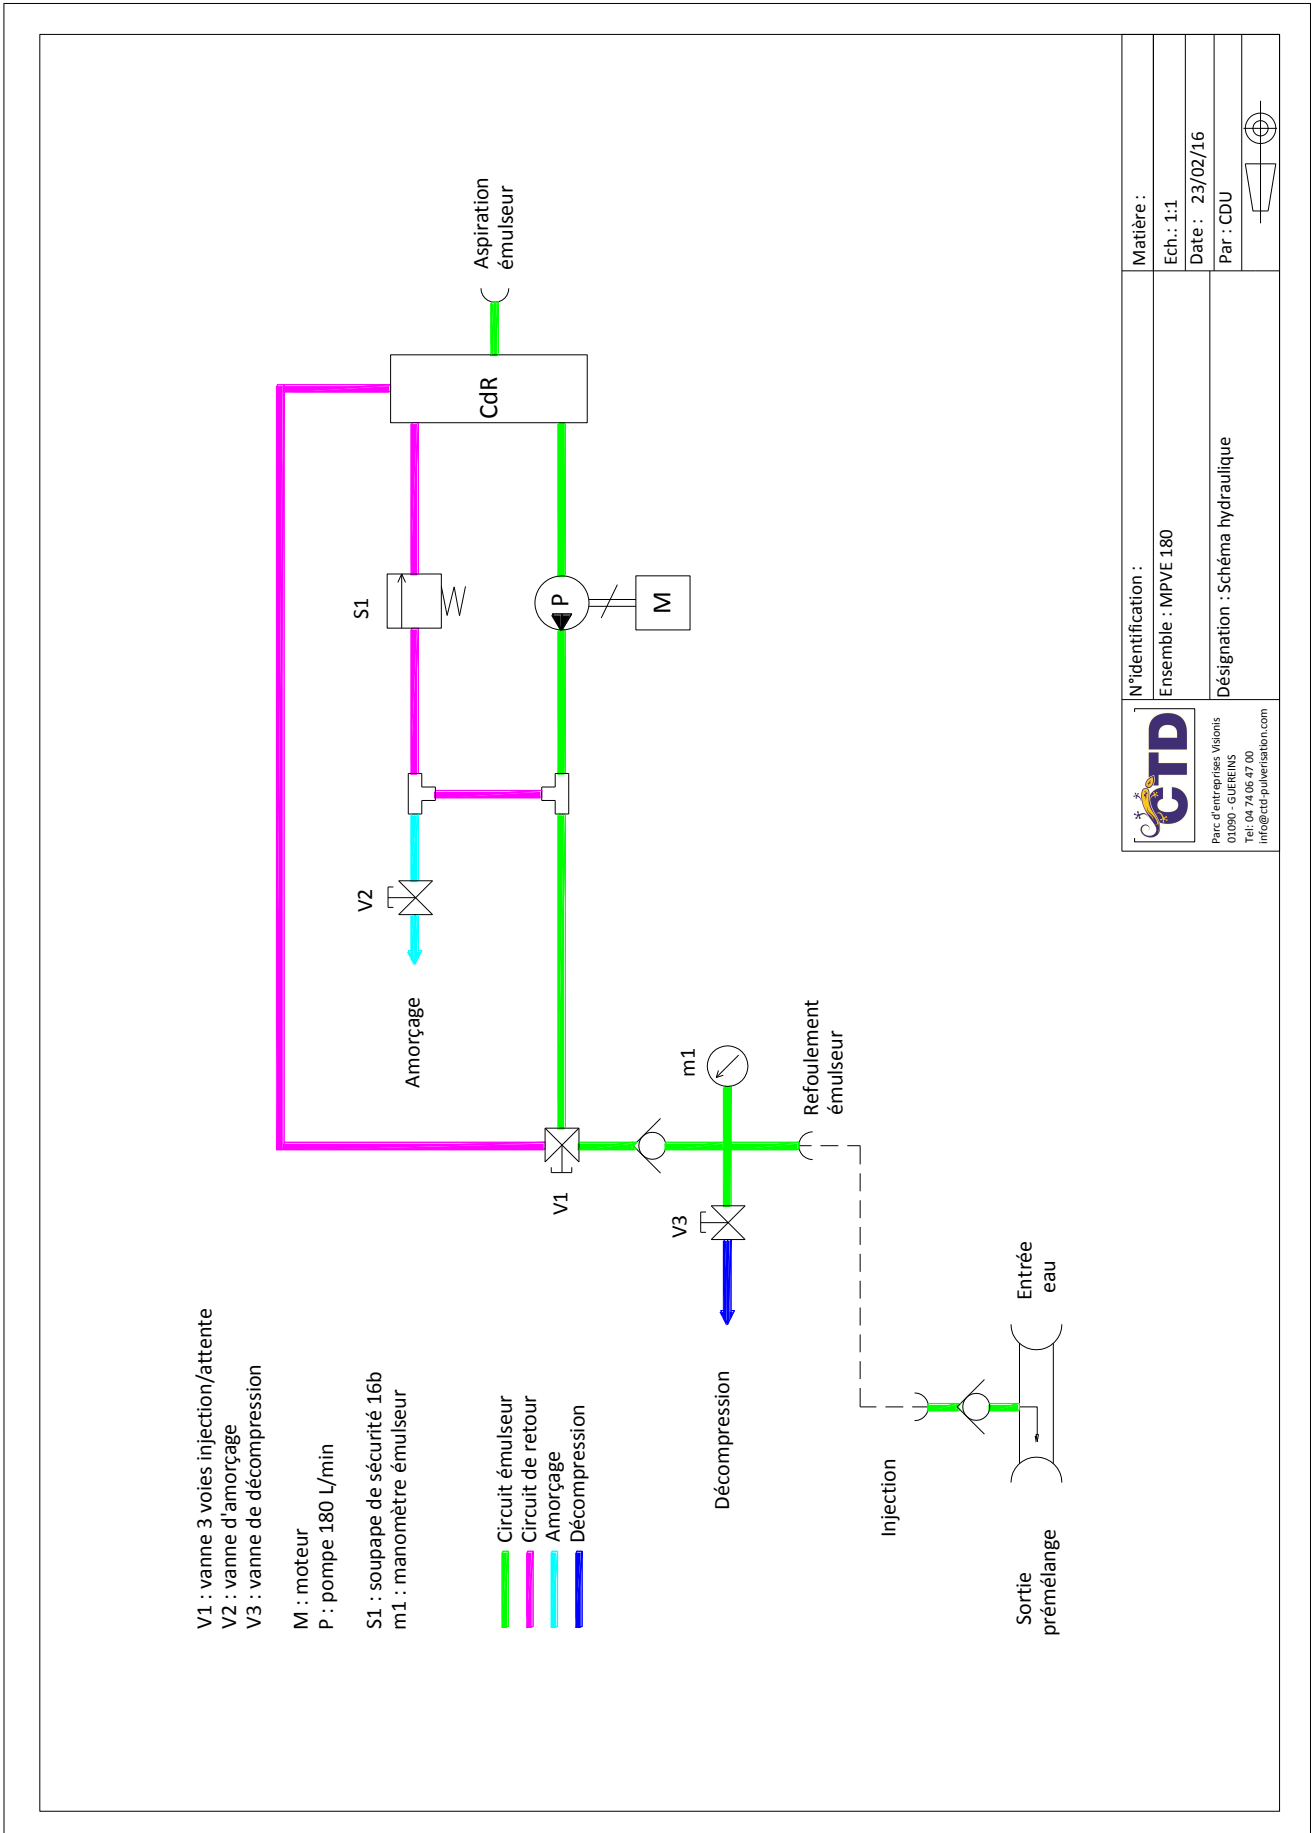 V1 : vanne 3 voies injection/attente
V2 : vanne d'amorçage
V3 : vanne de décompression
M : moteur
P : pompe 180 L/min
S1 : soupape de sécurité 16b
m1 : manomètre émulseur
Circuit émulseur
Circuit de retour
Amorçage
Décompression
S1
V2
Amorçage
CdR
Aspiration
émulseur
P
M
V1
m1
V3
Refoulement
émulseur
Décompression
Injection
Entrée
eau
Sortie
prémélange
CTD
Parc d'entreprises Visionis
01090 - GUEREINS
Tel: 04 74 06 47 00
info@ctd-pulverisation.com
N°identification :
Ensemble : MPVE 180
Désignation : Schéma hydraulique
Matière :
Ech.: 1:1
Date : 23/02/16
Par : CDU